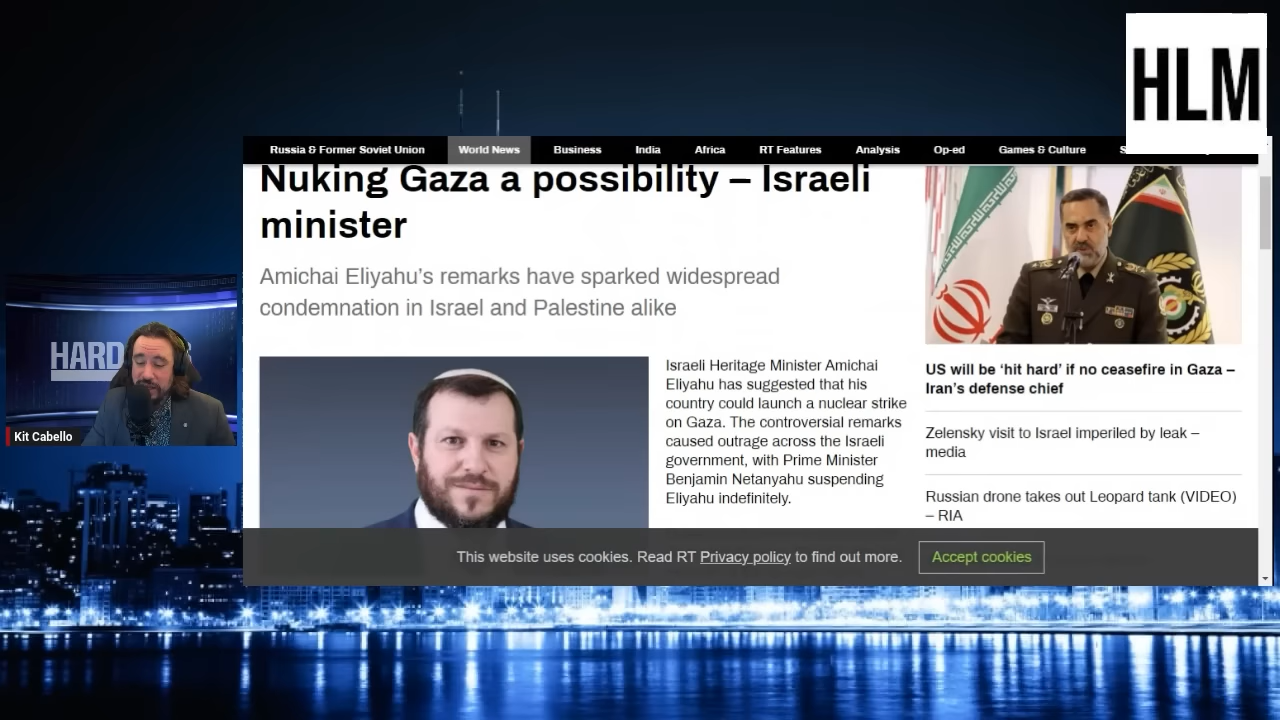 HLM
Russia & Former Soviet Union World News Business India Africa RT Features Analysis Op-ed Games & Culture
Nuking Gaza a possibility – Israeli
minister
Amichai Eliyahu’s remarks have sparked widespread
condemnation in Israel and Palestine alike
Israeli Heritage Minister Amichai
Eliyahu has suggested that his
country could launch a nuclear strike
on Gaza. The controversial remarks
caused outrage across the Israeli
government, with Prime Minister
Benjamin Netanyahu suspending
Eliyahu indefinitely.
US will be ‘hit hard’ if no ceasefire in Gaza –
Iran’s defense chief
Zelensky visit to Israel imperiled by leak –
media
Russian drone takes out Leopard tank (VIDEO)
– RIA
HARD
Kit Cabello
This website uses cookies. Read RT Privacy policy to find out more. Accept cookies